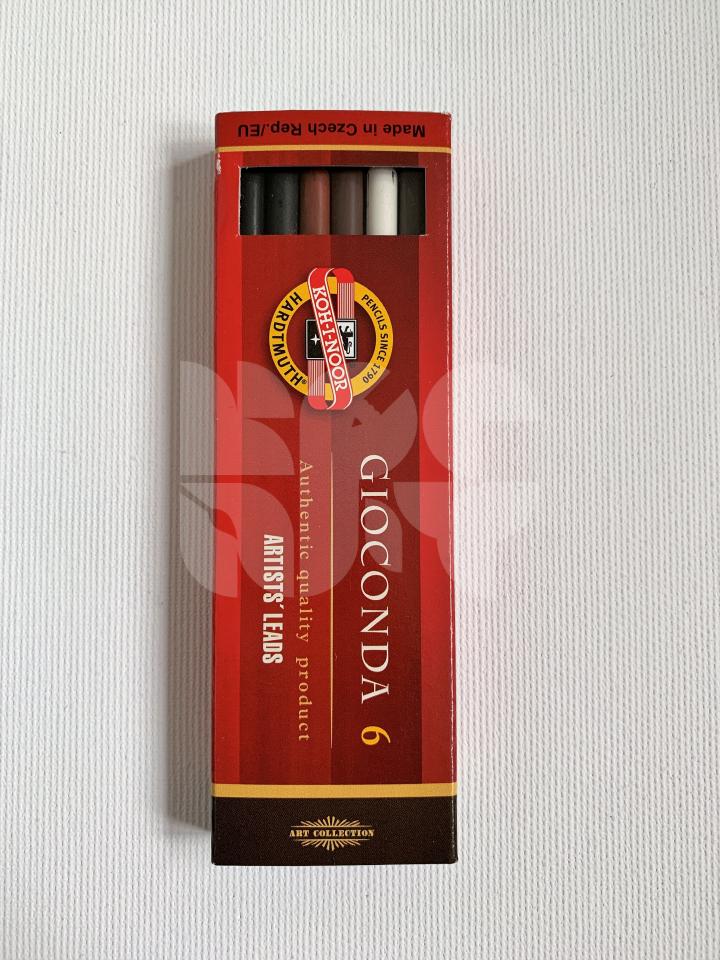 Made in Czech Rep./EU
HARDTMUTH®
KOH-I-NOOR
PENCILS SINCE 1790
GIOCONDA 6
Authentic quality product
ARTISTS´ LEADS
ART COLLECTION